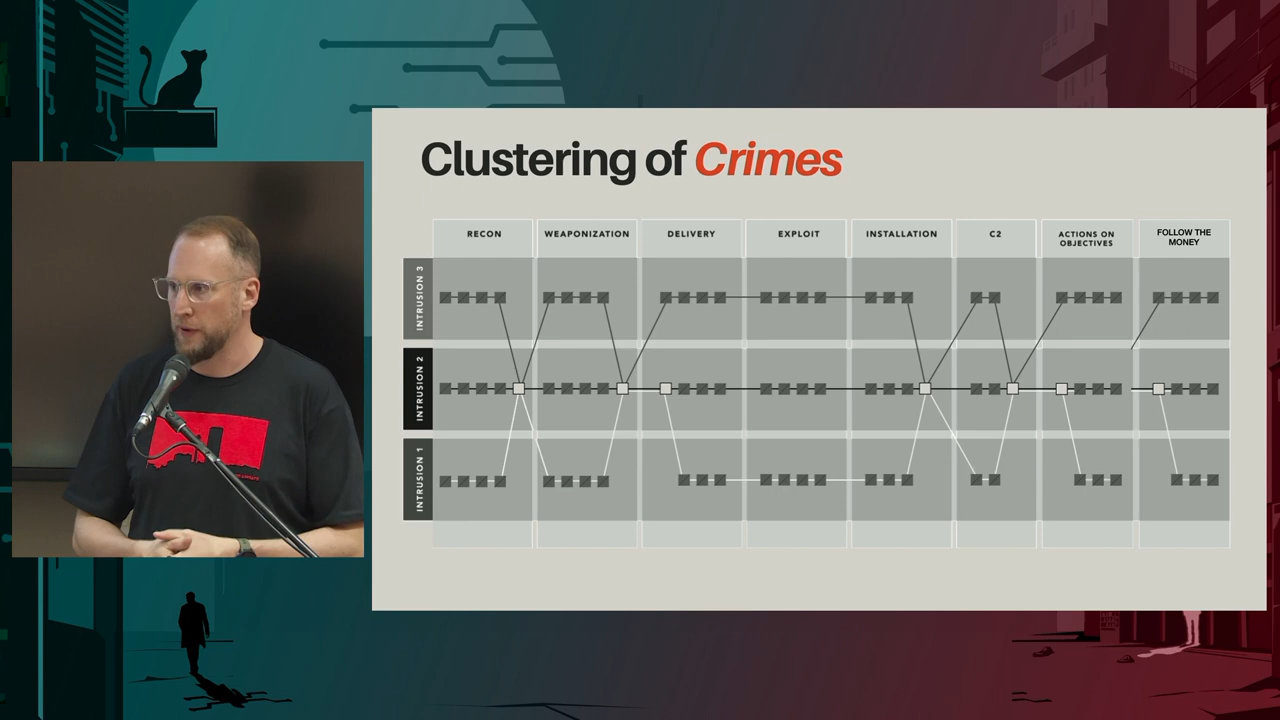 Clustering of Crimes
RECON
WEAPONIZATION
DELIVERY
EXPLOIT
INSTALLATION
C2
ACTIONS ON
OBJECTIVES
FOLLOW THE
MONEY
INTRUSION 3
INTRUSION 2
INTRUSION 1